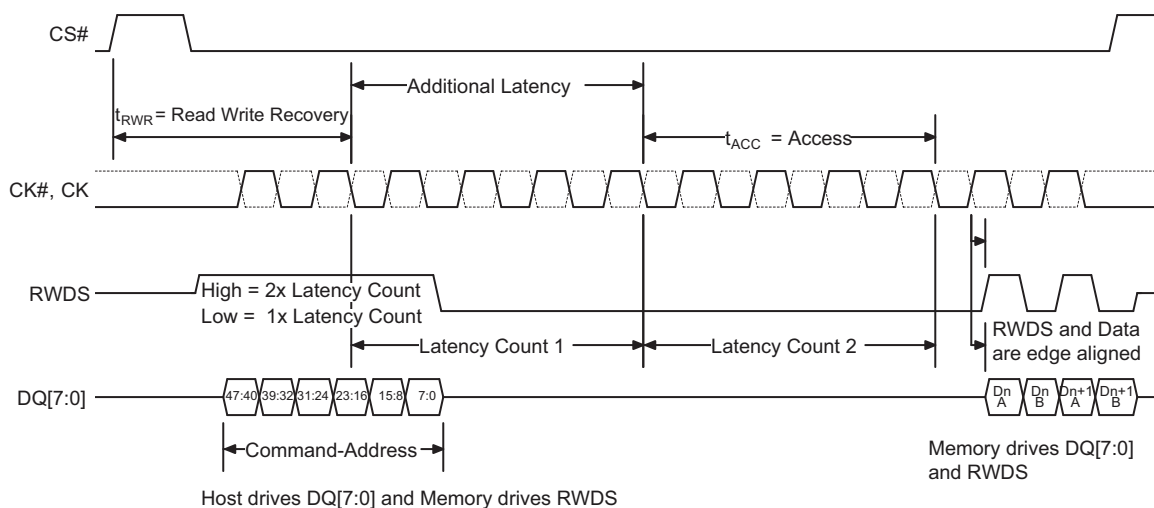 CS#
Additional Latency
tRWR = Read Write Recovery
tACC = Access
CK#, CK
RWDS
High = 2x Latency Count
Low = 1x Latency Count
RWDS and Data
are edge aligned
Latency Count 1
Latency Count 2
DQ[7:0]
47:40 39:32 31:24 23:16 15:8 7:0
Dn A
Dn B
Dn+1 A
Dn+1 B
Command-Address
Memory drives DQ[7:0]
and RWDS
Host drives DQ[7:0] and Memory drives RWDS